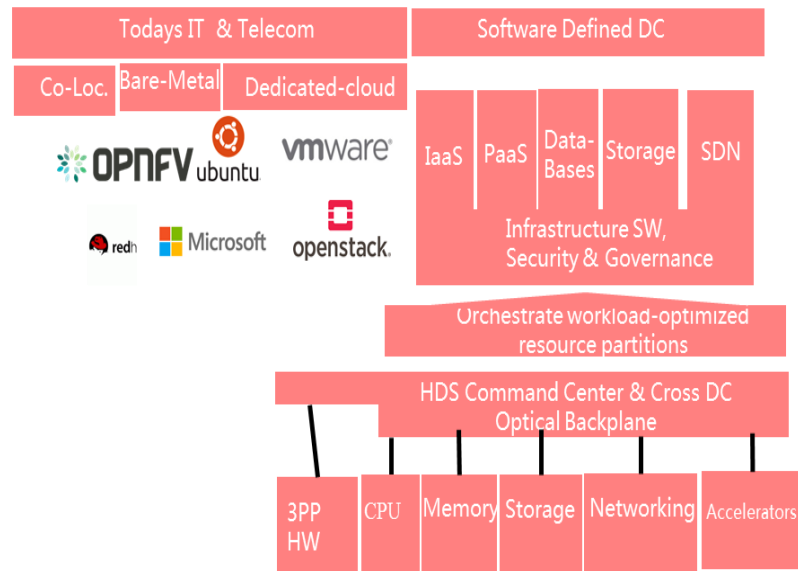 Todays IT & Telecom
Software Defined DC
Co-Loc.
Bare-Metal
Dedicated-cloud
OPNFV
ubuntu
vmware
redh
Microsoft
openstack.
IaaS
PaaS
Data-
Bases
Storage
SDN
Infrastructure SW,
Security & Governance
Orchestrate workload-optimized
resource partitions
HDS Command Center & Cross DC
Optical Backplane
3PP
HW
CPU
Memory
Storage
Networking
Accelerators